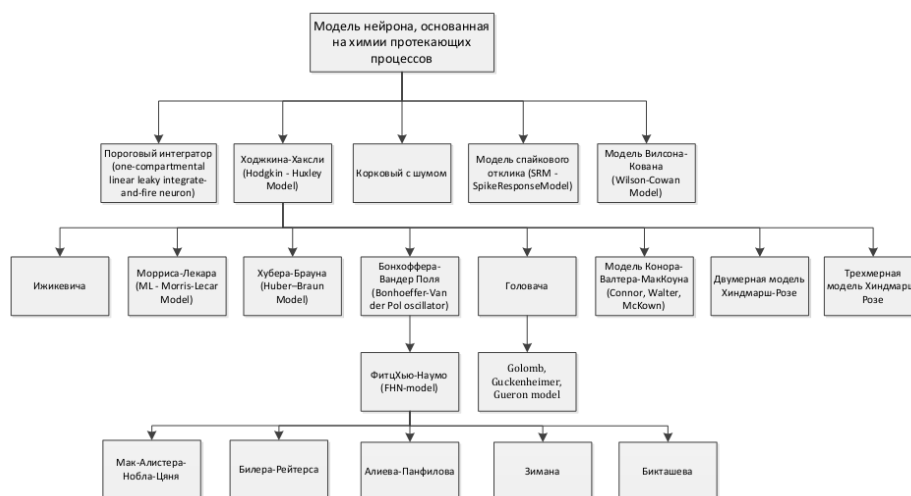 Модель нейрона, основанная
на химии протекающих
процессов
Пороговый интегратор
(one-compartmental
linear leaky integrate-
and-fire neuron)
Ходжкина-Хаксли
(Hodgkin - Huxley
Model)
Корковый с шумом
Модель спайкового
отклика (SRM -
SpikeResponseModel)
Модель Вилсона-
Кована
(Wilson-Cowan
Model)
Ижикевича
Морриса-Лекара
(ML - Morris-Lecar
Model)
Хубера-Брауна
(Huber–Braun
Model)
Бонхоффера-
Вандер Поля
(Bonhoeffer-Van
der Pol oscillator)
Головача
Модель Конора-
Валтера-МакКоуна
(Connor, Walter,
McKown)
Двумерная модель
Хиндмарш-Розе
Трехмерная
модель Хиндмарш
Розе
ФитцХью-Наумо
(FHN-model)
Golomb,
Guckenheimer,
Gueron model
Мак-Алистера-
Нобла-Цяня
Билера-Рейтерса
Алиева-Панфилова
Зимана
Бикташева